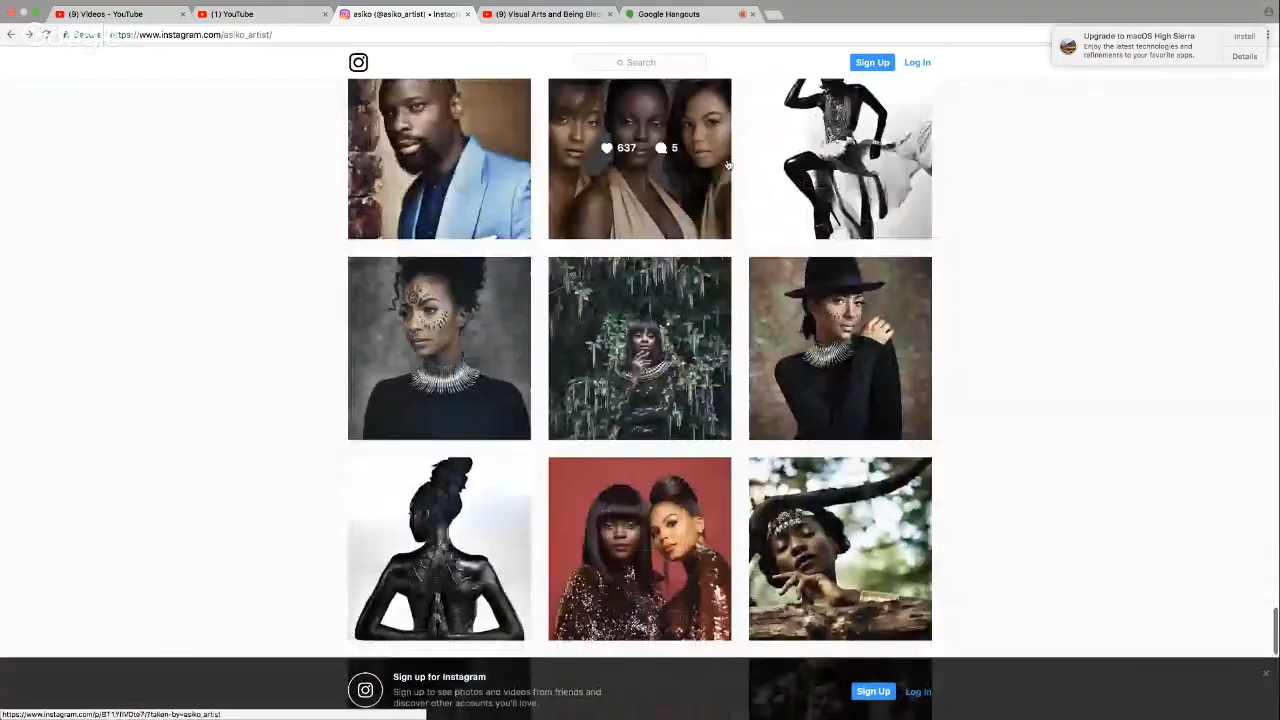 (9) Videos - YouTube
(1) YouTube
asiko (@asiko_artist) • Instagr
(9) Visual Arts and Being Blac
Google Hangouts
Secure
https://www.instagram.com/asiko_artist/
Upgrade to macOS High Sierra
Enjoy the latest technologies and
refinements to your favorite apps.
Install
Details
Search
Sign Up
Log In
637
5
Sign up for Instagram
Sign up to see photos and videos from friends and
discover other accounts you'll love.
Sign Up
Log In